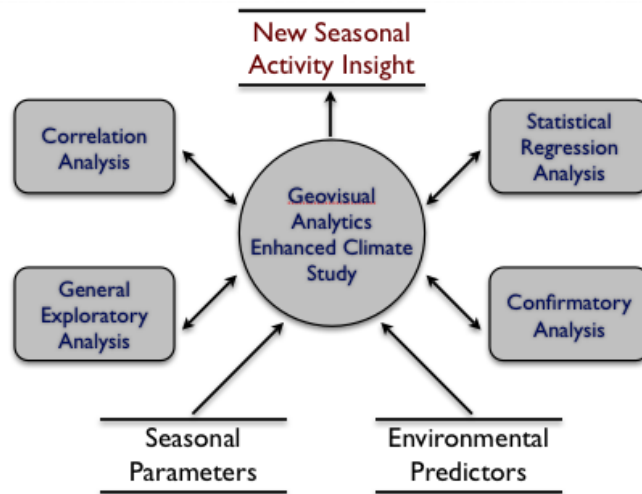 New Seasonal
Activity Insight
Correlation
Analysis
Statistical
Regression
Analysis
Geovisual
Analytics
Enhanced Climate
Study
General
Exploratory
Analysis
Confirmatory
Analysis
Seasonal
Parameters
Environmental
Predictors